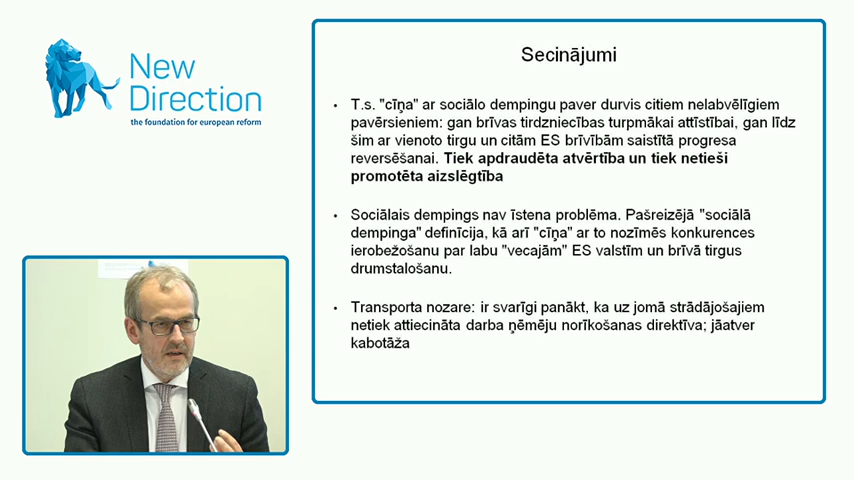 New
Direction
the foundation for european reform
Secinājumi
• T.s. "cīņa" ar sociālo dempingu paver durvis citiem nelabvēlīgiem
pavērsieniem: gan brīvas tirdzniecības turpmākai attīstībai, gan līdz
šim ar vienoto tirgu un citām ES brīvībām saistītā progresa
reversēšanai. Tiek apdraudēta atvērtība un tiek netieši
promotēta aizslēgtība
• Sociālais dempings nav īstena problēma. Pašreizējā "sociālā
dempinga" definīcija, kā arī "cīņa" ar to nozīmēs konkurences
ierobežošanu par labu "vecajām" ES valstīm un brīvā tirgus
drumstalošanu.
• Transporta nozare: ir svarīgi panākt, ka uz jomā strādājošajiem
netiek attiecināta darba ņēmēju norīkošanas direktīva; jāatver
kabotāža